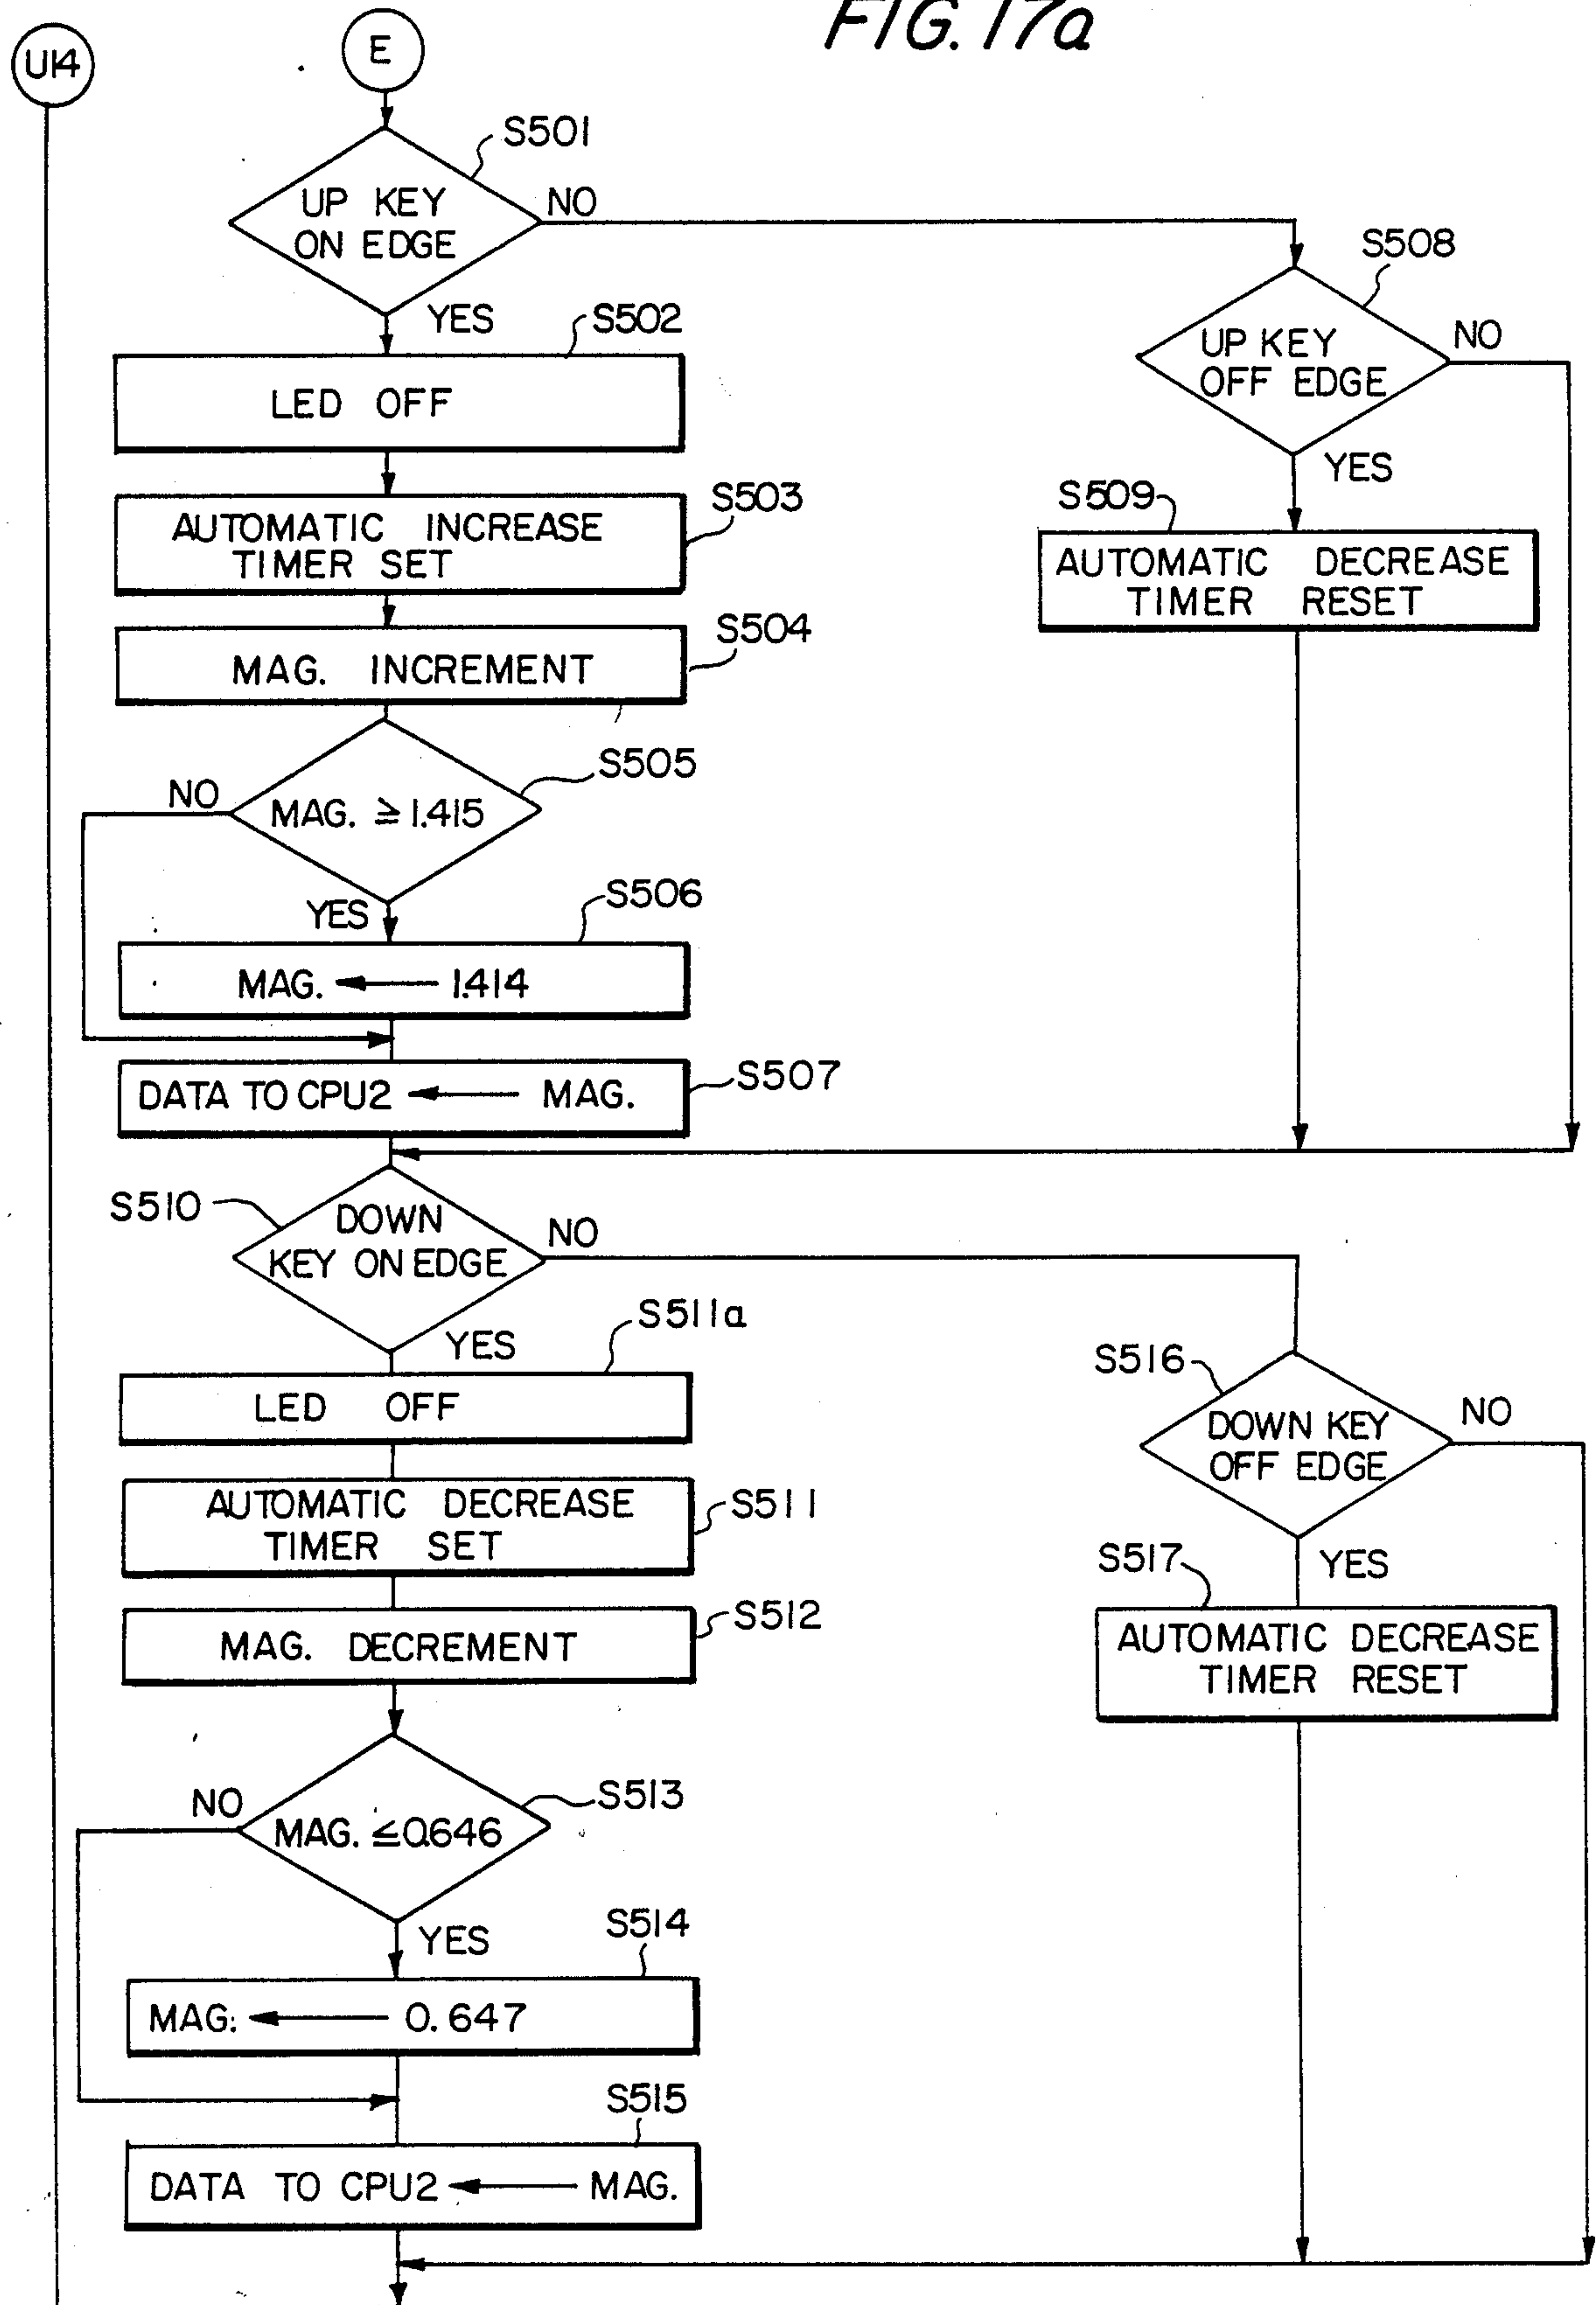 FIG. 17a
U14
E
S501
UP KEY
ON EDGE
NO
YES
S508
UP KEY
OFF EDGE
NO
YES
S502
LED OFF
S509
AUTOMATIC DECREASE
TIMER RESET
S503
AUTOMATIC INCREASE
TIMER SET
S504
MAG. INCREMENT
S505
NO
MAG. ≧ 1.415
YES
S506
MAG. ← 1.414
S507
DATA TO CPU2 ← MAG.
S510
DOWN
KEY ON EDGE
NO
YES
S511a
LED OFF
S516
DOWN KEY
OFF EDGE
NO
YES
S511
AUTOMATIC DECREASE
TIMER SET
S517
AUTOMATIC DECREASE
TIMER RESET
S512
MAG. DECREMENT
S513
NO
MAG. ≦ 0.646
YES
S514
MAG. ← 0.647
S515
DATA TO CPU2 ← MAG.